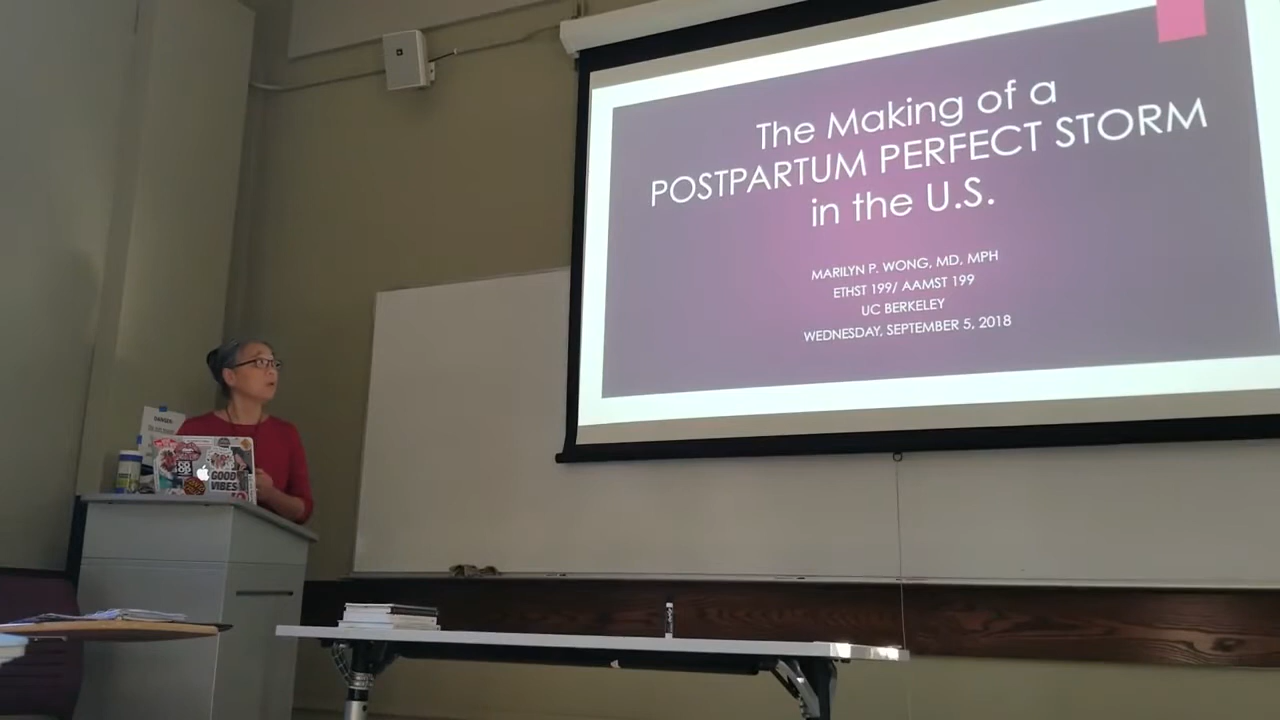 The Making of a
POSTPARTUM PERFECT STORM
in the U.S.
MARILYN P. WONG, MD, MPH
ETHST 199/ AAMST 199
UC BERKELEY
WEDNESDAY, SEPTEMBER 5, 2018
DANGER
GOOD
VIBES